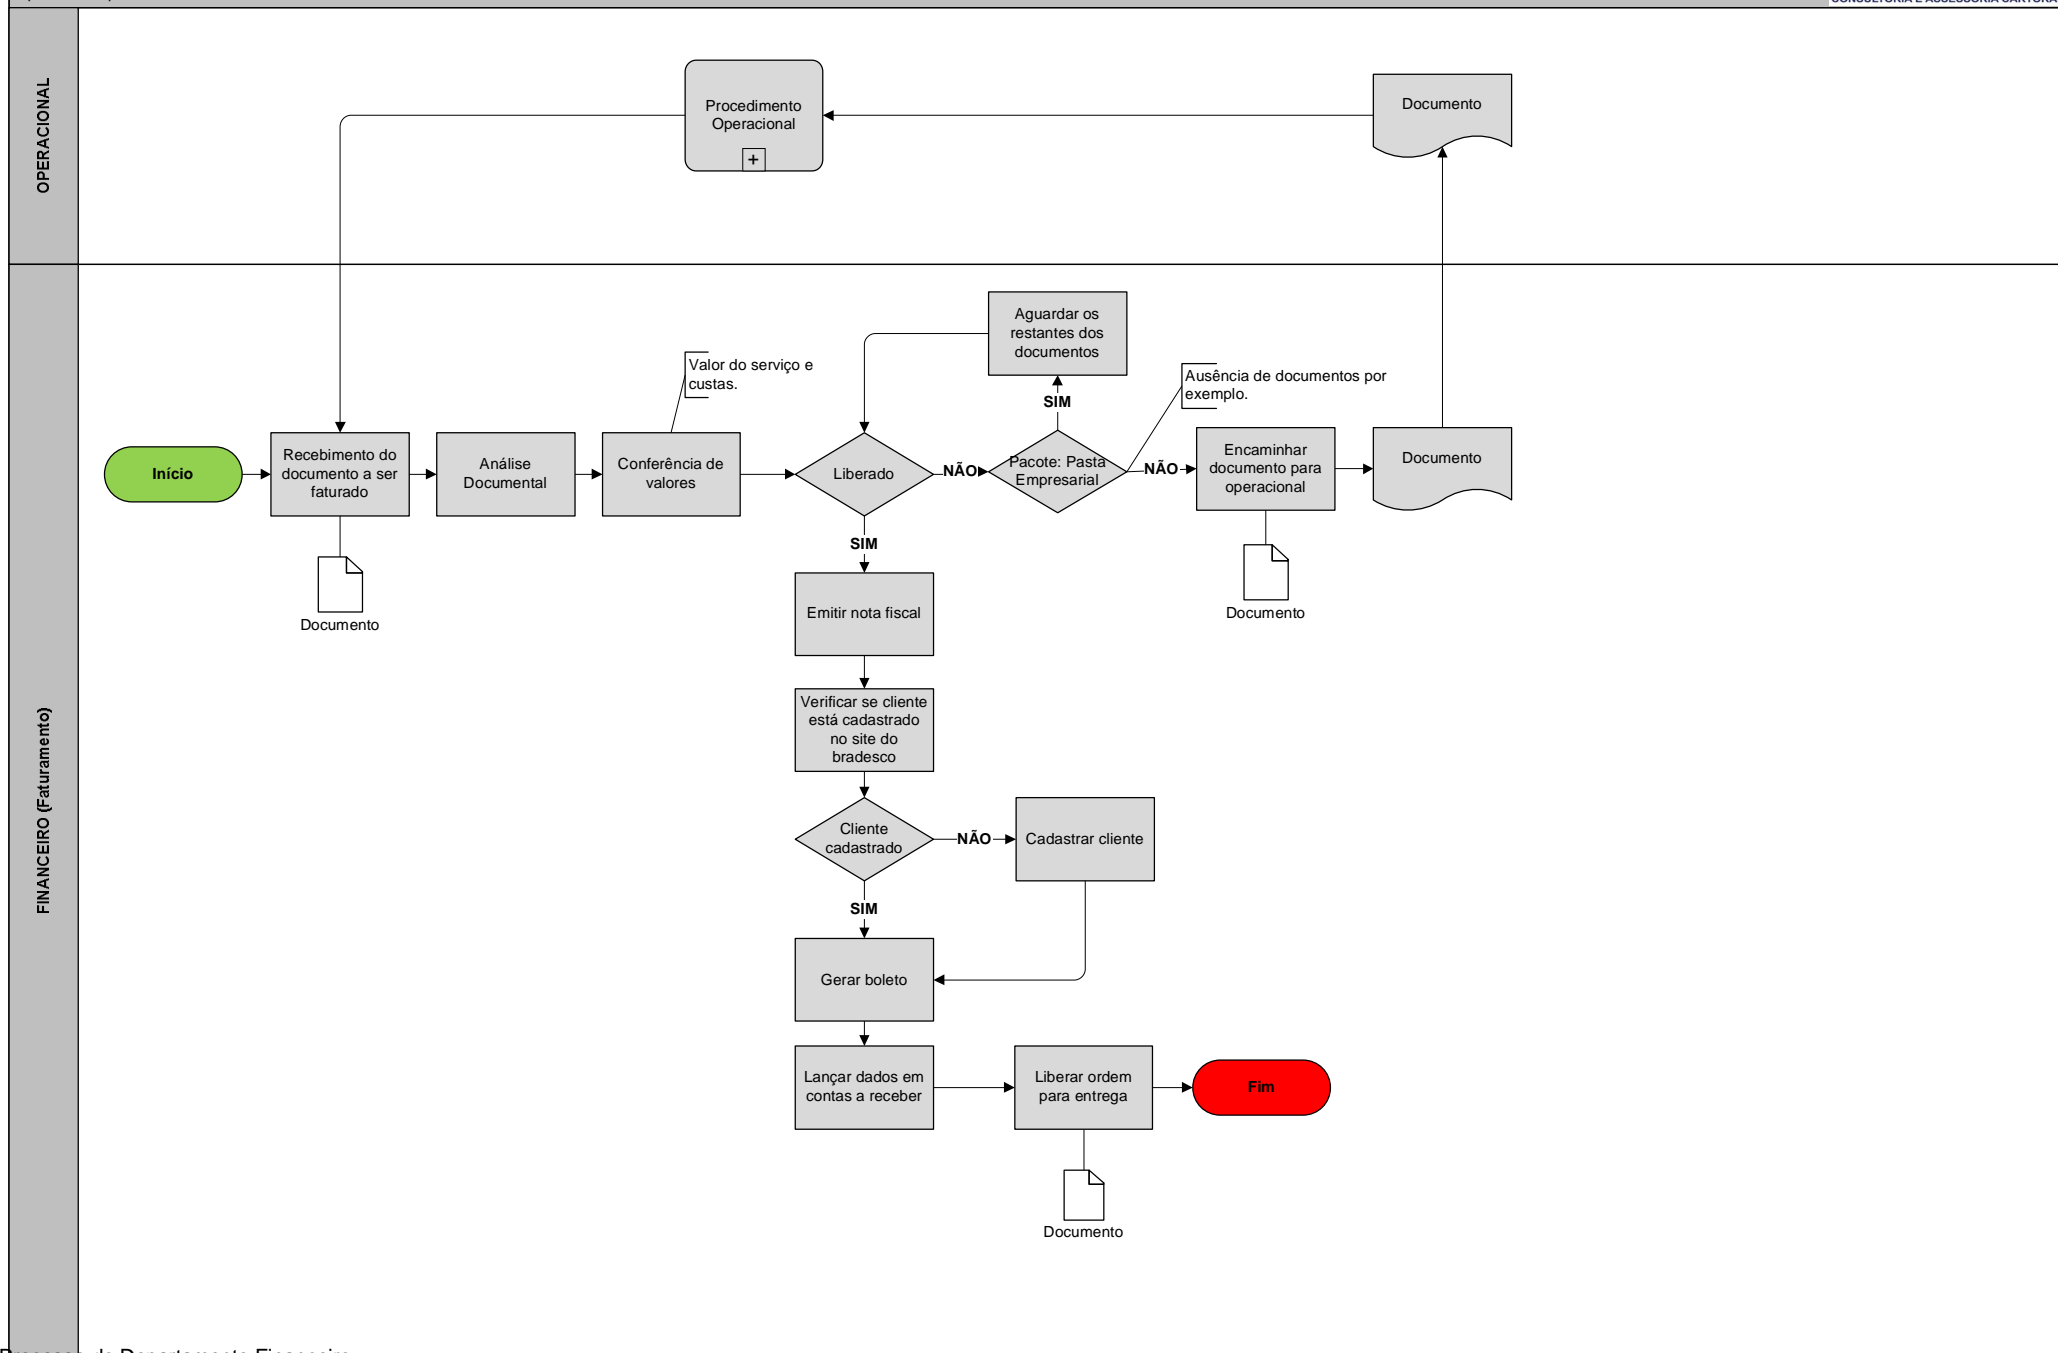 OPERACIONAL
Procedimento
Operacional
+
Documento
Aguardar os
restantes dos
documentos
Valor do serviço e
custas.
Ausência de documentos por
exemplo.
SIM
Início
Recebimento do
documento a ser
faturado
Análise
Documental
Conferência de
valores
Liberado
NÃO
Pacote: Pasta
Empresarial
NÃO
Encaminhar
documento para
operacional
Documento
SIM
Documento
Documento
Emitir nota fiscal
FINANCEIRO (Faturamento)
Verificar se cliente
está cadastrado
no site do
bradesco
Cliente
cadastrado
NÃO
Cadastrar cliente
SIM
Gerar boleto
Lançar dados em
contas a receber
Liberar ordem
para entrega
Fim
Documento